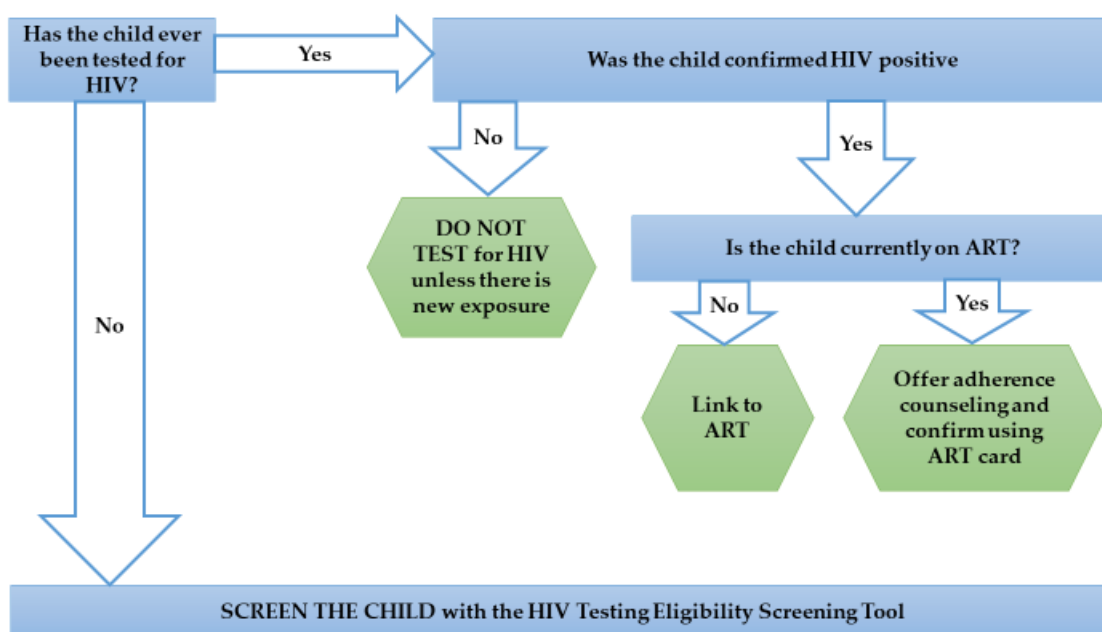 Has the child ever
been tested for
HIV?
Yes
Was the child confirmed HIV positive
No
Yes
DO NOT
TEST for HIV
unless there is
new exposure
Is the child currently on ART?
No
Yes
No
Link to
ART
Offer adherence
counseling and
confirm using
ART card
SCREEN THE CHILD with the HIV Testing Eligibility Screening Tool